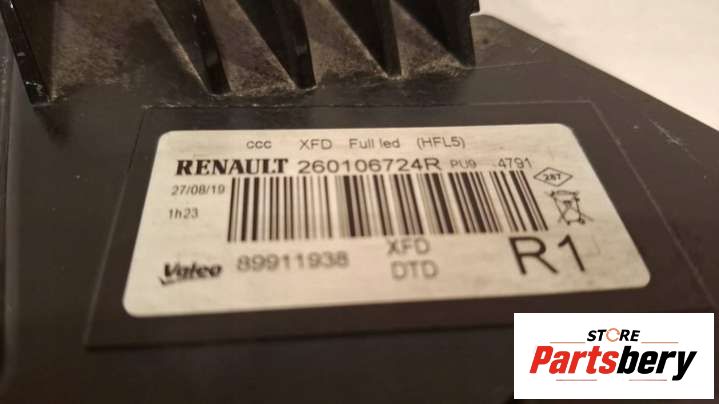 ccc XFD Full led (HFL5)
RENAULT 260106724R PU9 4791
27/08/19
287
1h23
Valeo 89911938 XFD R1
DTD
STORE
Partsbery